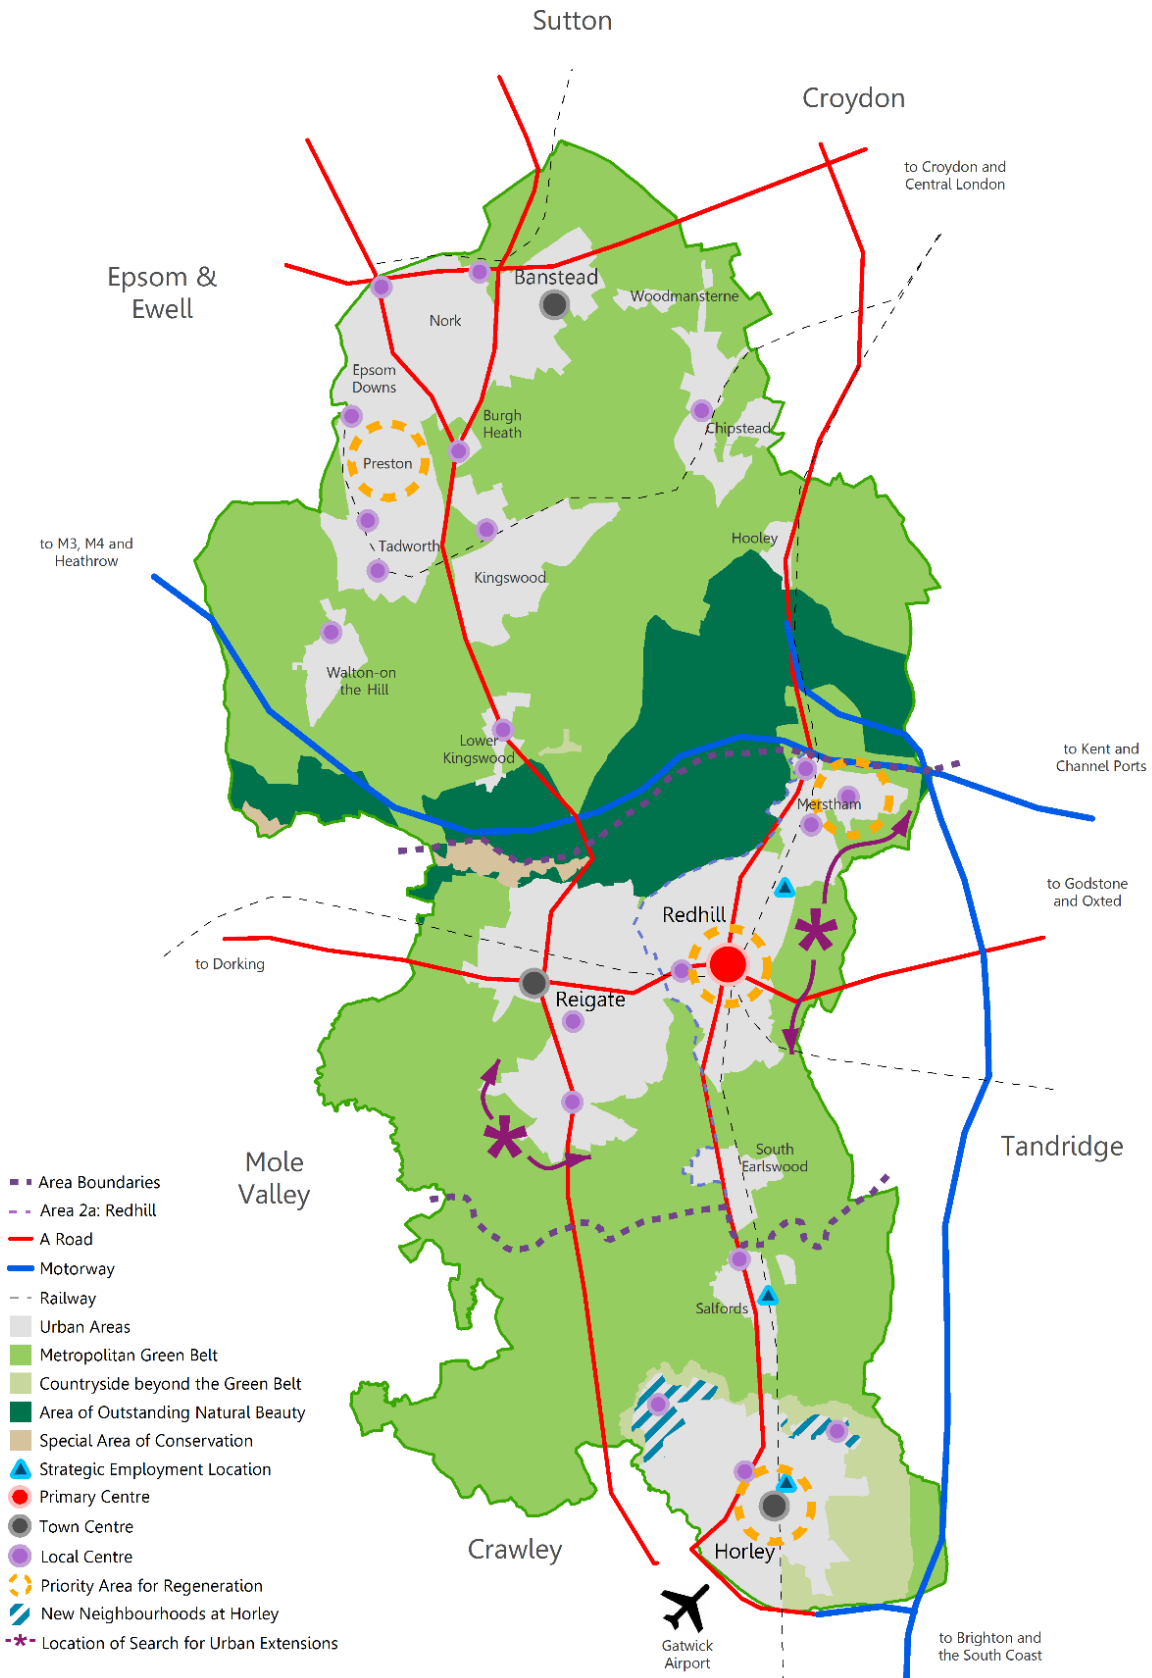 Sutton
Croydon
to Croydon and
Central London
Epsom &
Ewell
Banstead
Woodmansterne
Nork
Epsom
Downs
Burgh
Heath
Chipstead
Preston
to M3, M4 and
Heathrow
Hooley
Tadworth
Kingswood
Walton-on
the Hill
Lower
Kingswood
to Kent and
Channel Ports
Merstham
to Godstone
and Oxted
Redhill
to Dorking
Reigate
Mole
Valley
South
Earlswood
Tandridge
Salfords
Horley
Crawley
Gatwick
Airport
to Brighton and
the South Coast
Area Boundaries
Area 2a: Redhill
A Road
Motorway
Railway
Urban Areas
Metropolitan Green Belt
Countryside beyond the Green Belt
Area of Outstanding Natural Beauty
Special Area of Conservation
Strategic Employment Location
Primary Centre
Town Centre
Local Centre
Priority Area for Regeneration
New Neighbourhoods at Horley
Location of Search for Urban Extensions